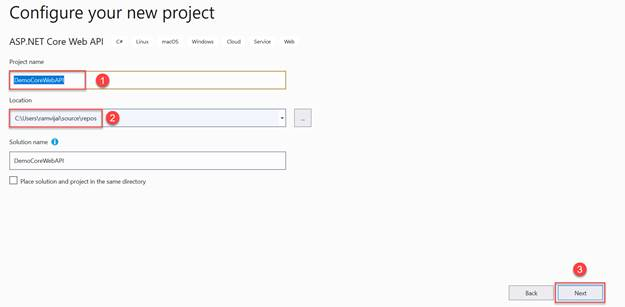 Configure your new project
ASP.NET Core Web API C# Linux macOS Windows Cloud Service Web
Project name
DemoCoreWebAPI 1
Location
C:\Users\ramvijal\source\repos 2 ...
Solution name
DemoCoreWebAPI
Place solution and project in the same directory
3
Back Next